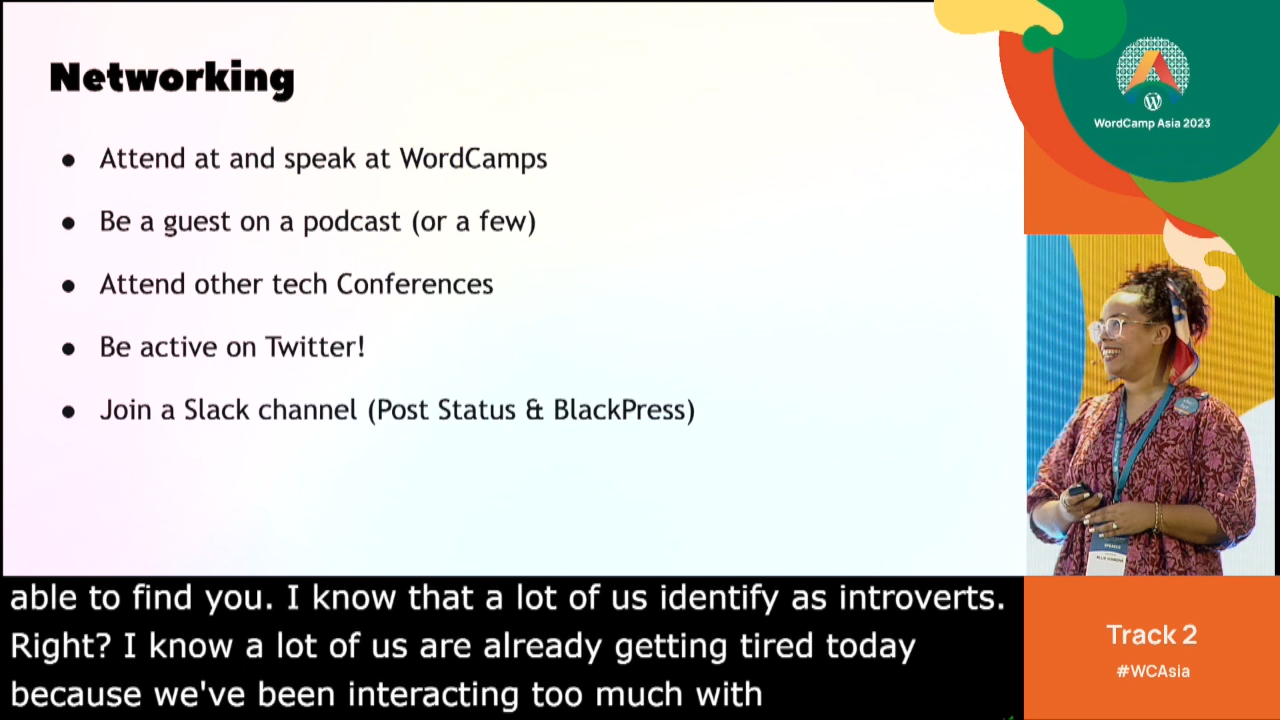 Networking
● Attend at and speak at WordCamps
● Be a guest on a podcast (or a few)
● Attend other tech Conferences
● Be active on Twitter!
● Join a Slack channel (Post Status & BlackPress)
WordCamp Asia 2023
able to find you. I know that a lot of us identify as introverts.
Right? I know a lot of us are already getting tired today
because we've been interacting too much with
Track 2
#WCAsia